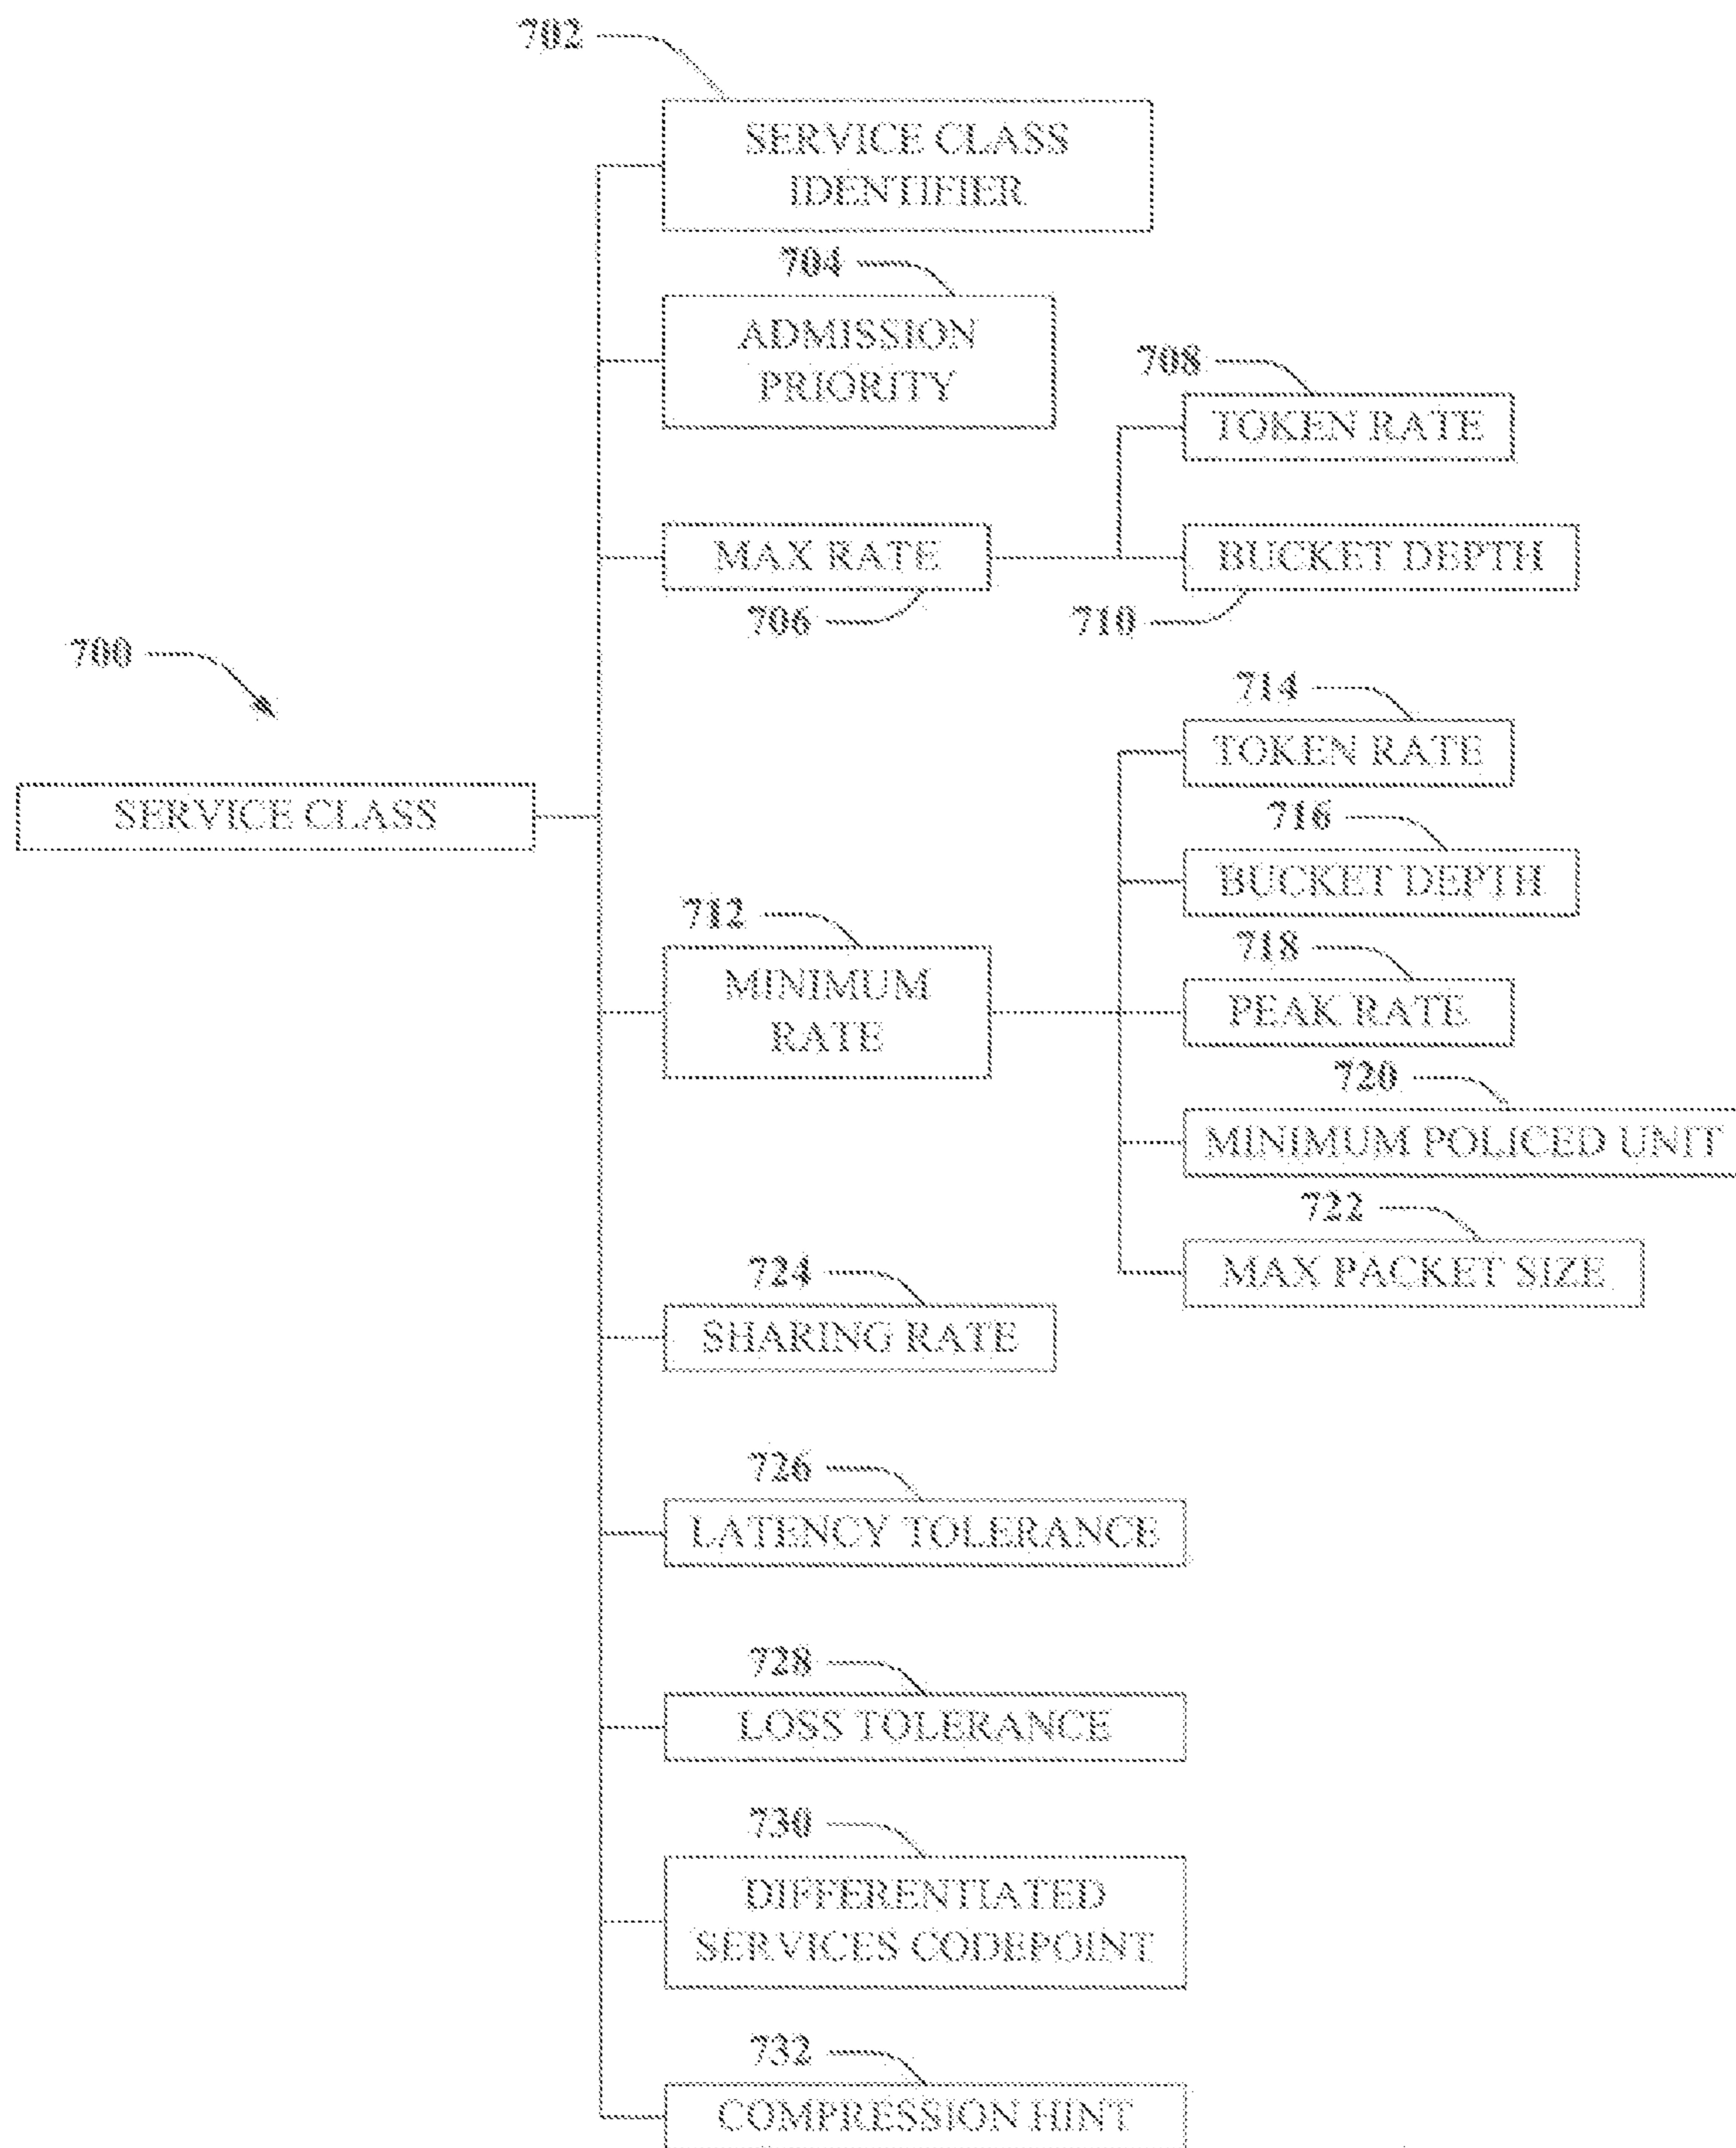 702
SERVICE CLASS
IDENTIFIER
704
ADMISSION
PRIORITY
708
TOKEN RATE
MAX RATE
BUCKET DEPTH
706
710
700
714
TOKEN RATE
SERVICE CLASS
716
BUCKET DEPTH
712
MINIMUM
RATE
718
PEAK RATE
720
MINIMUM POLICED UNIT
722
MAX PACKET SIZE
724
SHARING RATE
726
LATENCY TOLERANCE
728
LOSS TOLERANCE
730
DIFFERENTIATED
SERVICES CODEPOINT
732
COMPRESSION HINT